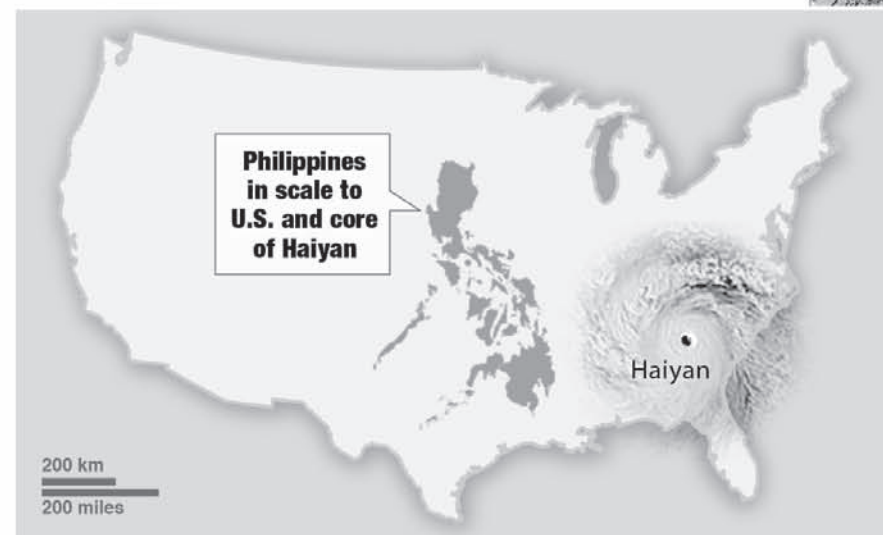 Philippines
in scale to
U.S. and core
of Haiyan
Haiyan
200 km
200 miles